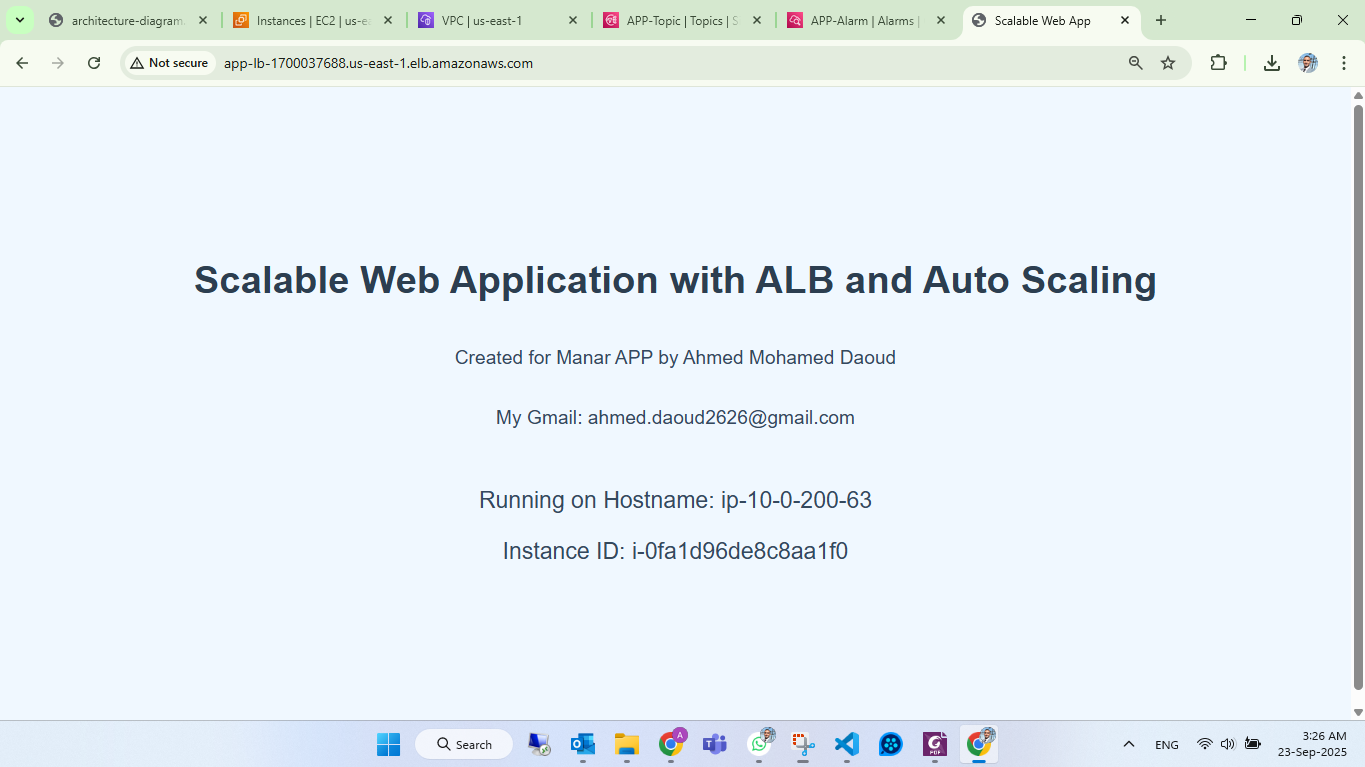 architecture-diagram.
Instances | EC2 | us-ea
VPC | us-east-1
APP-Topic | Topics | S
APP-Alarm | Alarms |
Scalable Web App
Not secure
app-lb-1700037688.us-east-1.elb.amazonaws.com
Scalable Web Application with ALB and Auto Scaling
Created for Manar APP by Ahmed Mohamed Daoud
My Gmail: ahmed.daoud2626@gmail.com
Running on Hostname: ip-10-0-200-63
Instance ID: i-0fa1d96de8c8aa1f0
Search
A
PDF
ENG
3:26 AM
23-Sep-2025